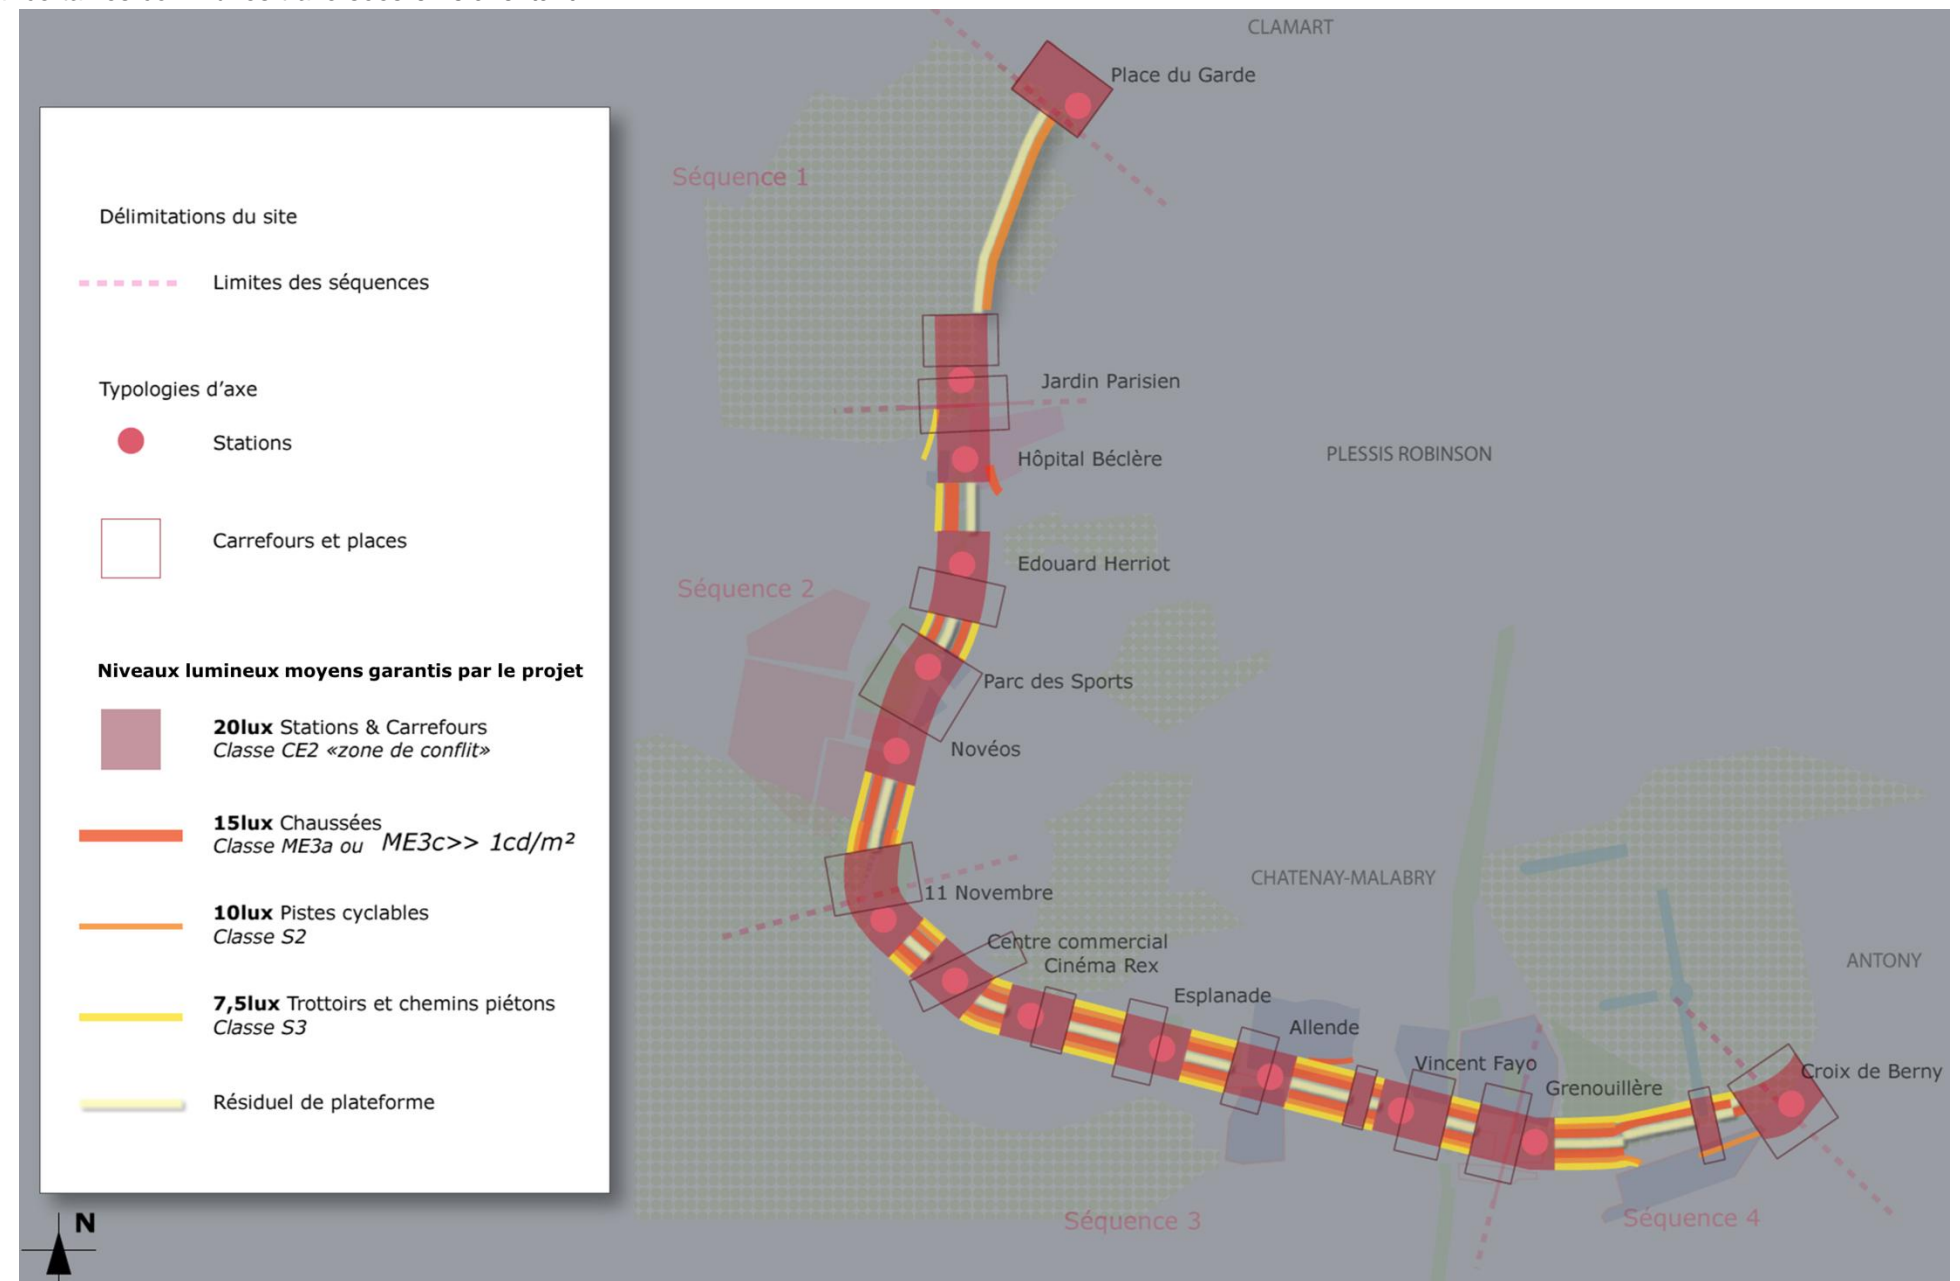 Délimitations du site
Limites des séquences
Typologies d'axe
Stations
Carrefours et places
Niveaux lumineux moyens garantis par le projet
20lux Stations & Carrefours
Classe CE2 «zone de conflit»
15lux Chaussées
Classe ME3a ou ME3c>> 1cd/m²
10lux Pistes cyclables
Classe S2
7,5lux Trottoirs et chemins piétons
Classe S3
Résiduel de plateforme
N
CLAMART
Place du Garde
Séquence 1
Jardin Parisien
Hôpital Béclère
PLESSIS ROBINSON
Edouard Herriot
Séquence 2
Parc des Sports
Novéos
11 Novembre
CHATENAY-MALABRY
Centre commercial
Cinéma Rex
ANTONY
Esplanade
Allende
Vincent Fayo
Grenouillère
Croix de Berny
Séquence 3
Séquence 4